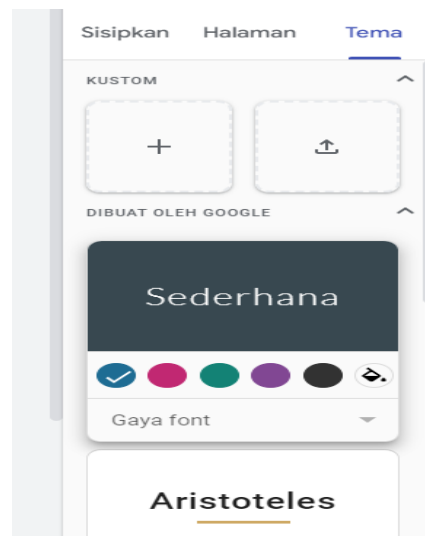 Sisipkan Halaman Tema
KUSTOM
DIBUAT OLEH GOOGLE
Sederhana
Gaya font
Aristoteles